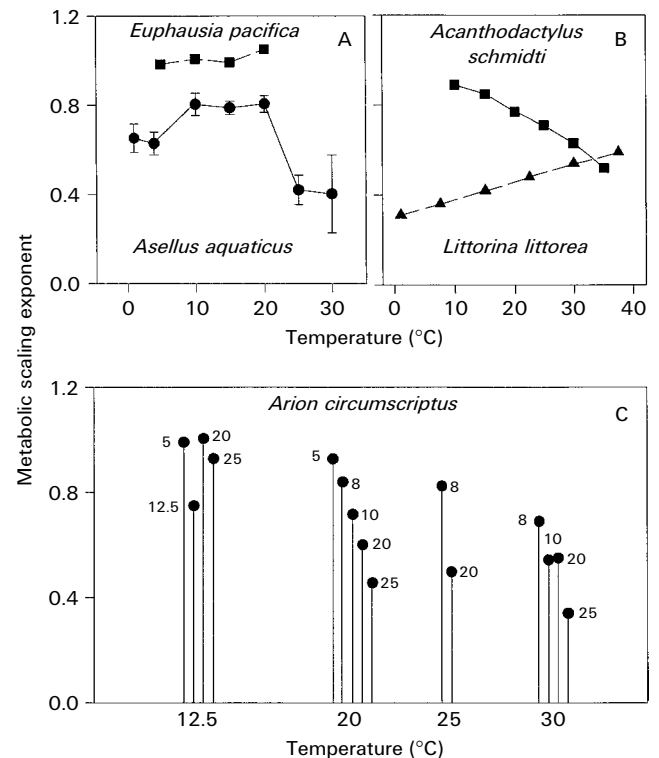 Metabolic scaling exponent
1.2
0.8
0.4
0.0
Euphausia pacifica
A
Asellus aquaticus
0
10
20
30
Temperature (°C)
Acanthodactylus
schmidti
B
Littorina littorea
0
10
20
30
40
Temperature (°C)
1.2
0.8
0.4
0.0
Arion circumscriptus
C
5
12.5
20
25
5
8
10
20
25
8
20
8
10
20
25
12.5
20
25
30
Temperature (°C)